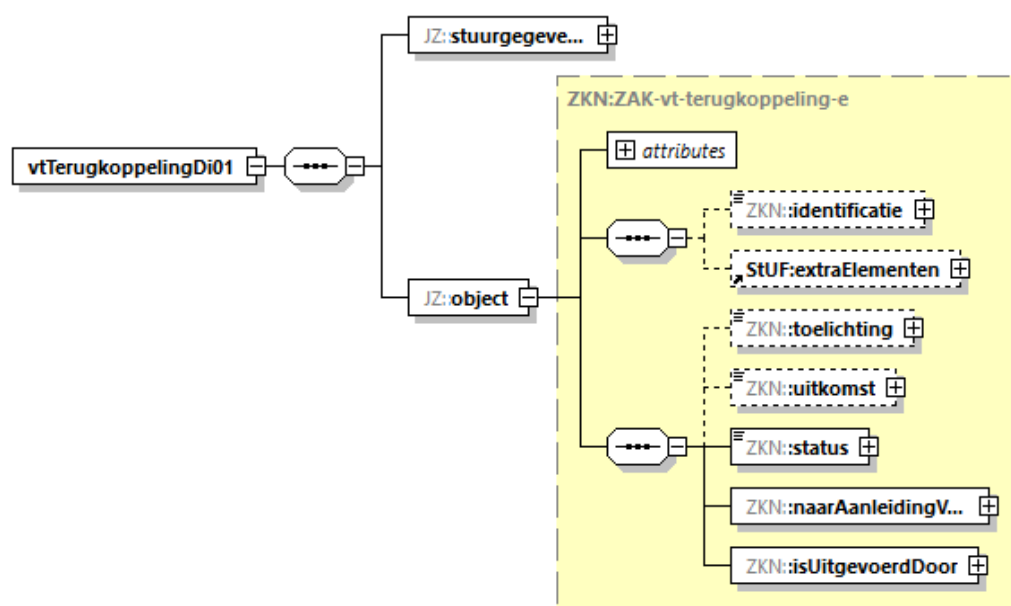 JZ::stuurgegeve...
ZKN:ZAK-vt-terugkoppeling-e
attributes
vtTerugkoppelingDi01
ZKN::identificatie
StUF:extraElementen
JZ::object
ZKN::toelichting
ZKN::uitkomst
ZKN::status
ZKN::naarAanleidingV...
ZKN::isUitgevoerdDoor